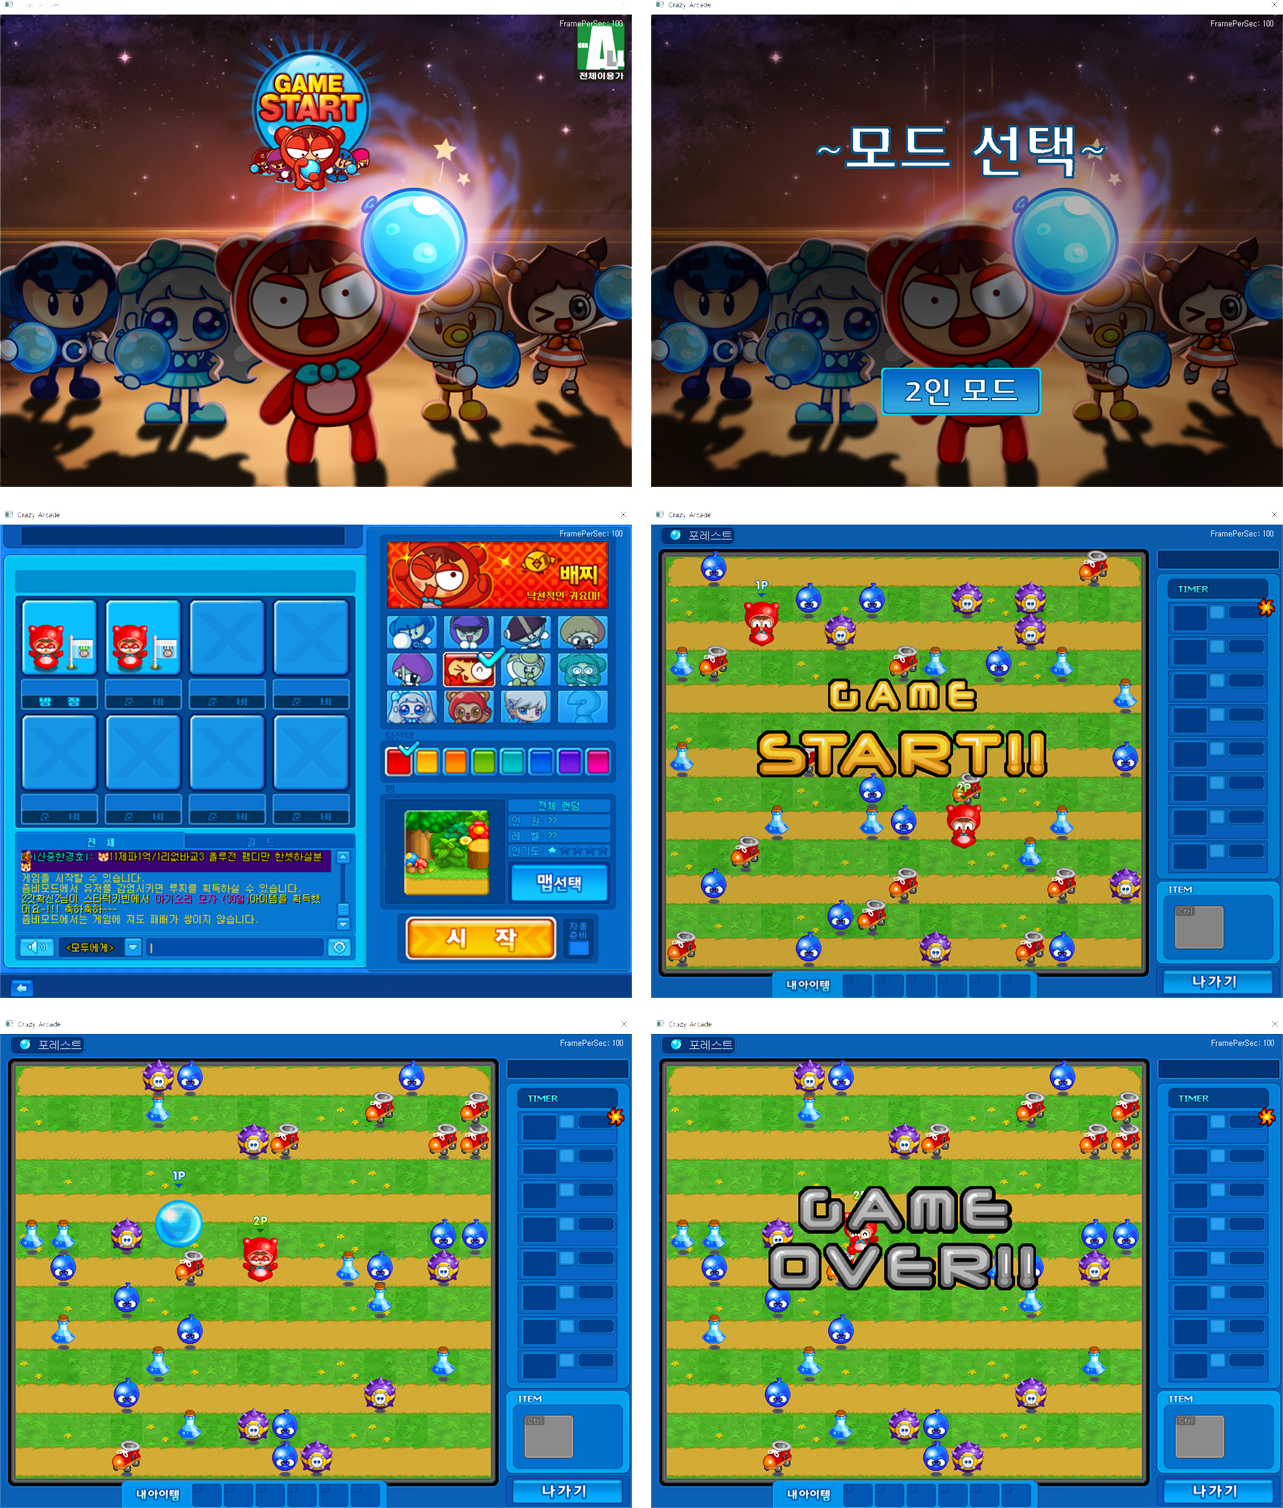 FramePerSec: 100
GAME
START
전체이용가
Crazy Arcade
FramePerSec: 100
~모드 선택~
2인 모드
Crazy Arcade
FramePerSec: 100
배찌
낙천적인 귀요미!
방 장
준 비
준 비
준 비
준 비
준 비
준 비
준 비
전체 랜덤
인 원: ??
레 벨: ??
인기도:
맵선택
전 체
길 드
게임을 시작할 수 있습니다.
좀비모드에서 유저를 감염시키면 루찌를 획득하실 수 있습니다.
좀비모드에서는 게임에 져도 패배가 쌓이지 않습니다.
<모두에게>
시 작
자동
준비
Crazy Arcade
FramePerSec: 100
포레스트
1P
GAME
START!!
2P
TIMER
ITEM
Ctrl
내아이템
나가기
Crazy Arcade
FramePerSec: 100
포레스트
1P
2P
TIMER
ITEM
Ctrl
내아이템
나가기
Crazy Arcade
FramePerSec: 100
포레스트
GAME
OVER!!
TIMER
ITEM
Ctrl
내아이템
나가기